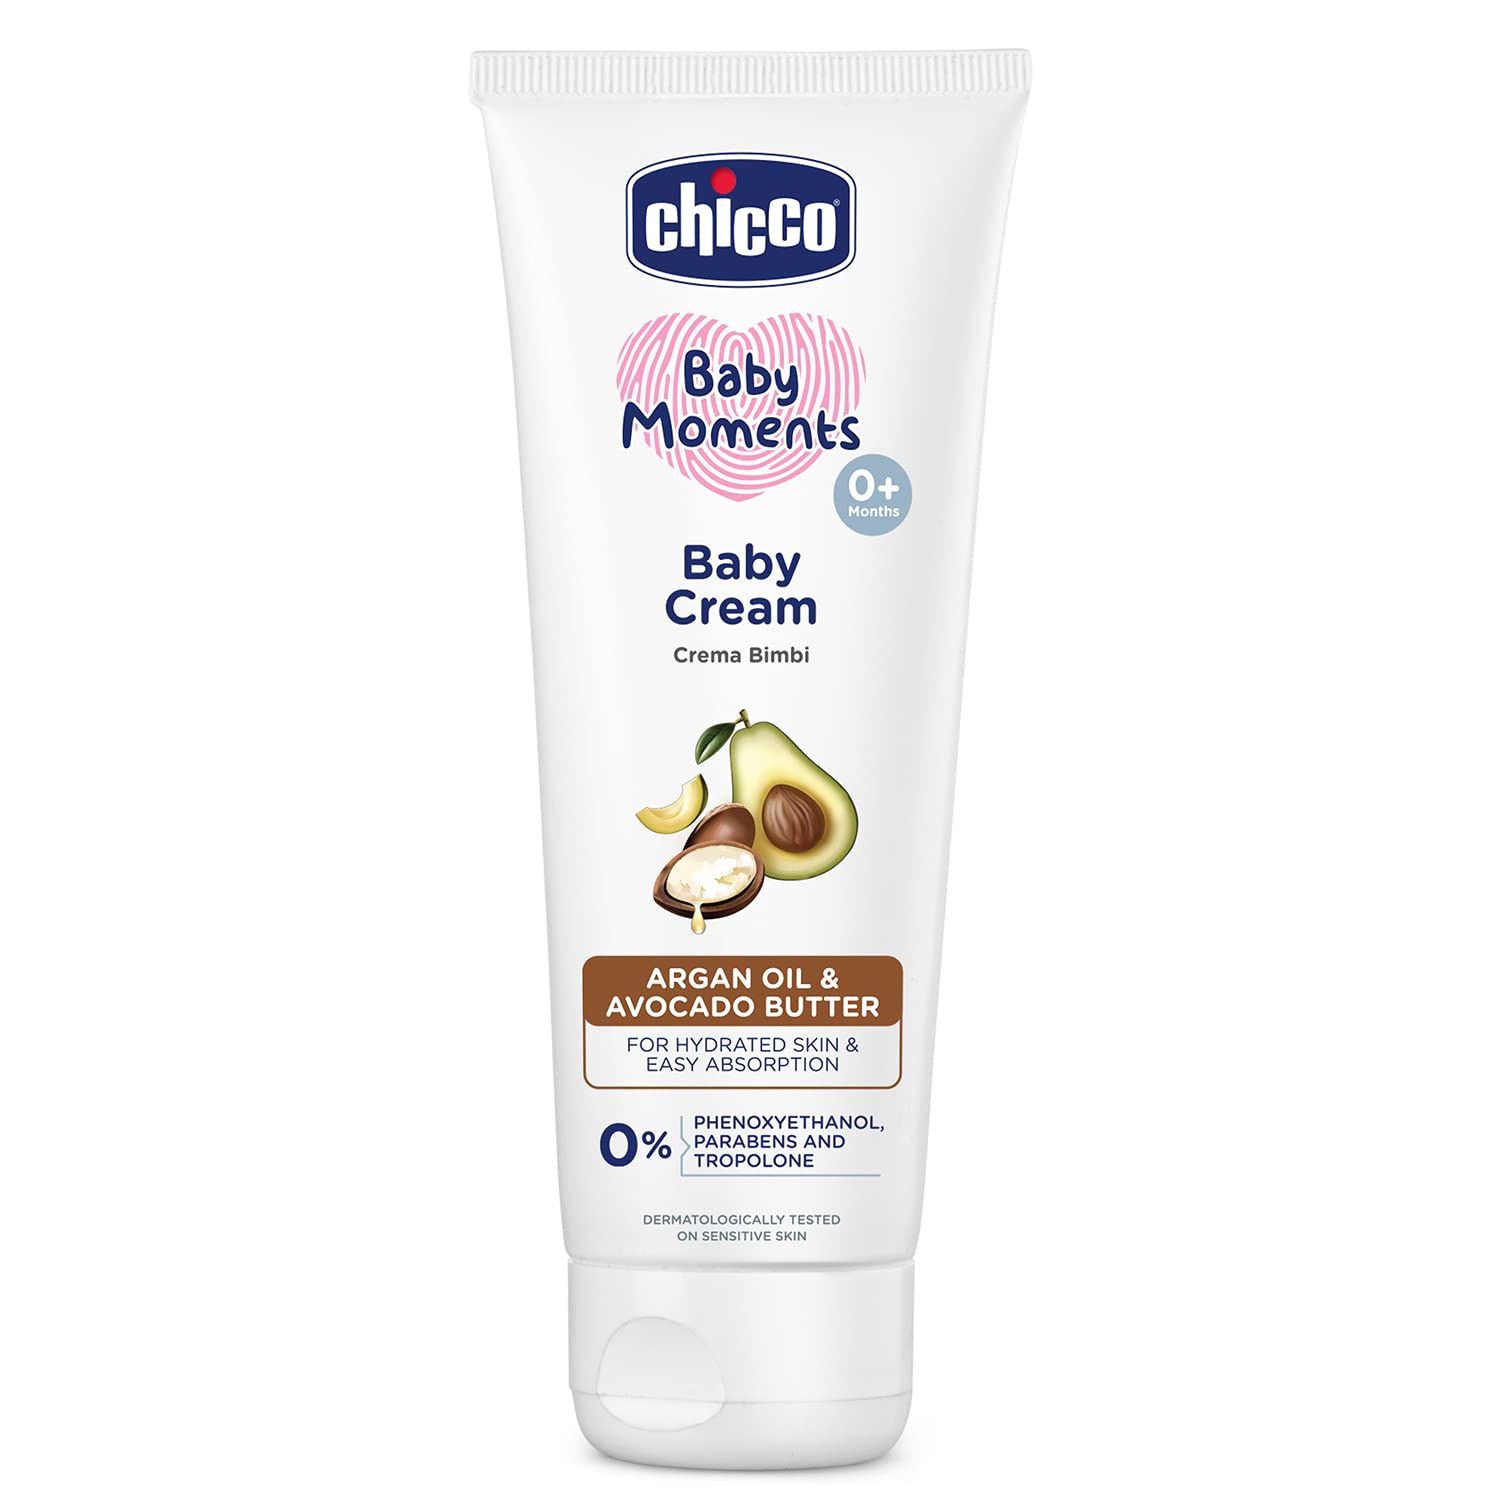 chicco®
Baby
Moments
0+
Months
Baby
Cream
Crema Bimbi
ARGAN OIL &
AVOCADO BUTTER
FOR HYDRATED SKIN &
EASY ABSORPTION
0%
PHENOXYETHANOL,
PARABENS AND
TROPOLONE
DERMATOLOGICALLY TESTED
ON SENSITIVE SKIN